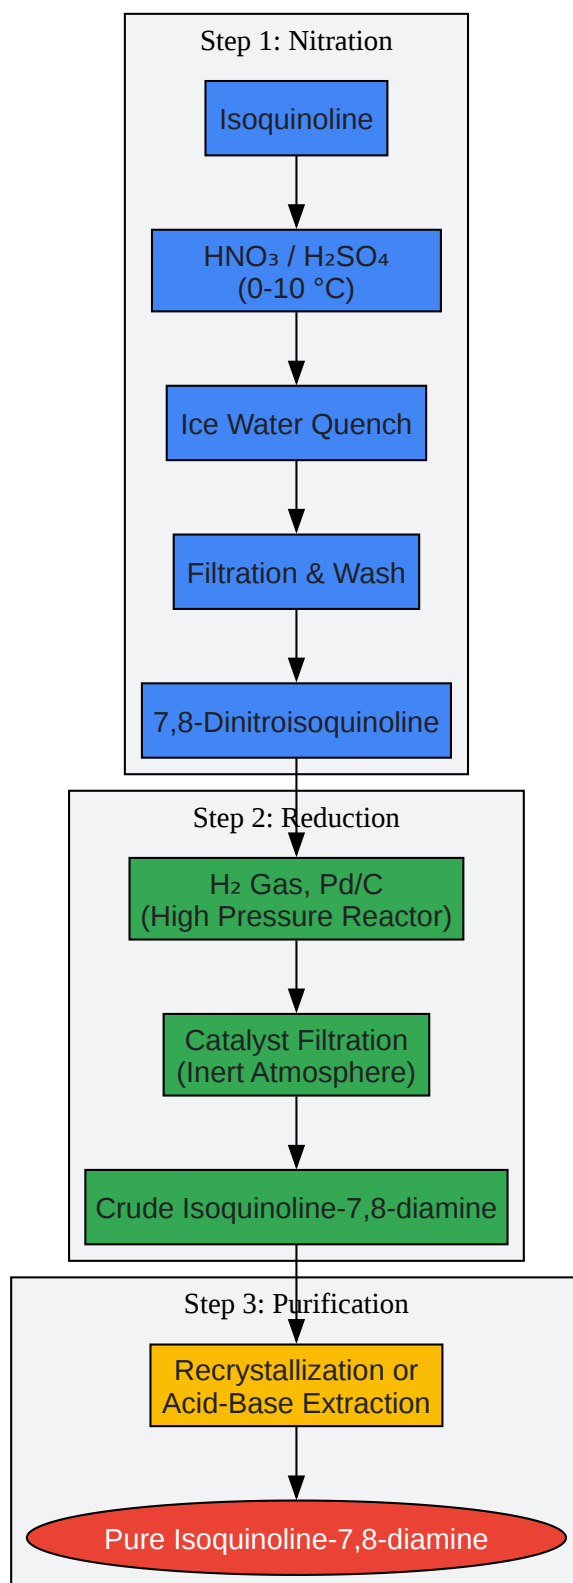 Step 1: Nitration
Isoquinoline
HNO₃ / H₂SO₄
(0-10 °C)
Ice Water Quench
Filtration & Wash
7,8-Dinitroisoquinoline
Step 2: Reduction
H₂ Gas, Pd/C
(High Pressure Reactor)
Catalyst Filtration
(Inert Atmosphere)
Crude Isoquinoline-7,8-diamine
Step 3: Purification
Recrystallization or
Acid-Base Extraction
Pure Isoquinoline-7,8-diamine